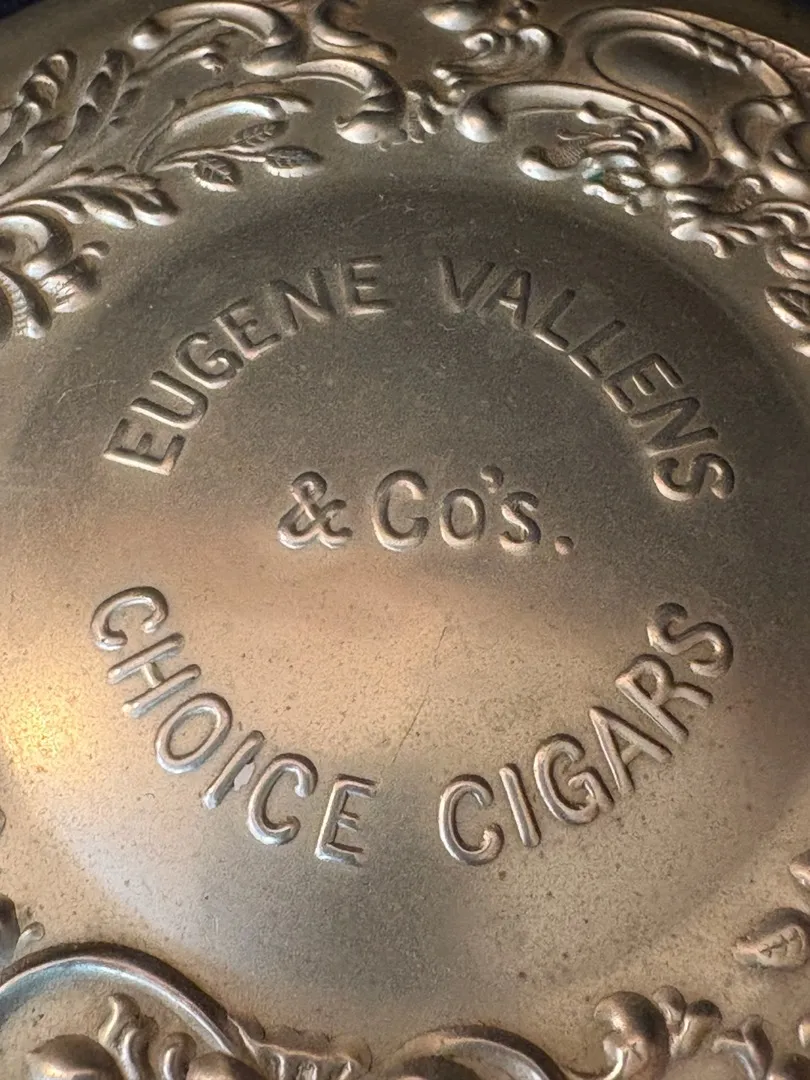 EUGENE VALLENS
& Co's.
CHOICE CIGARS